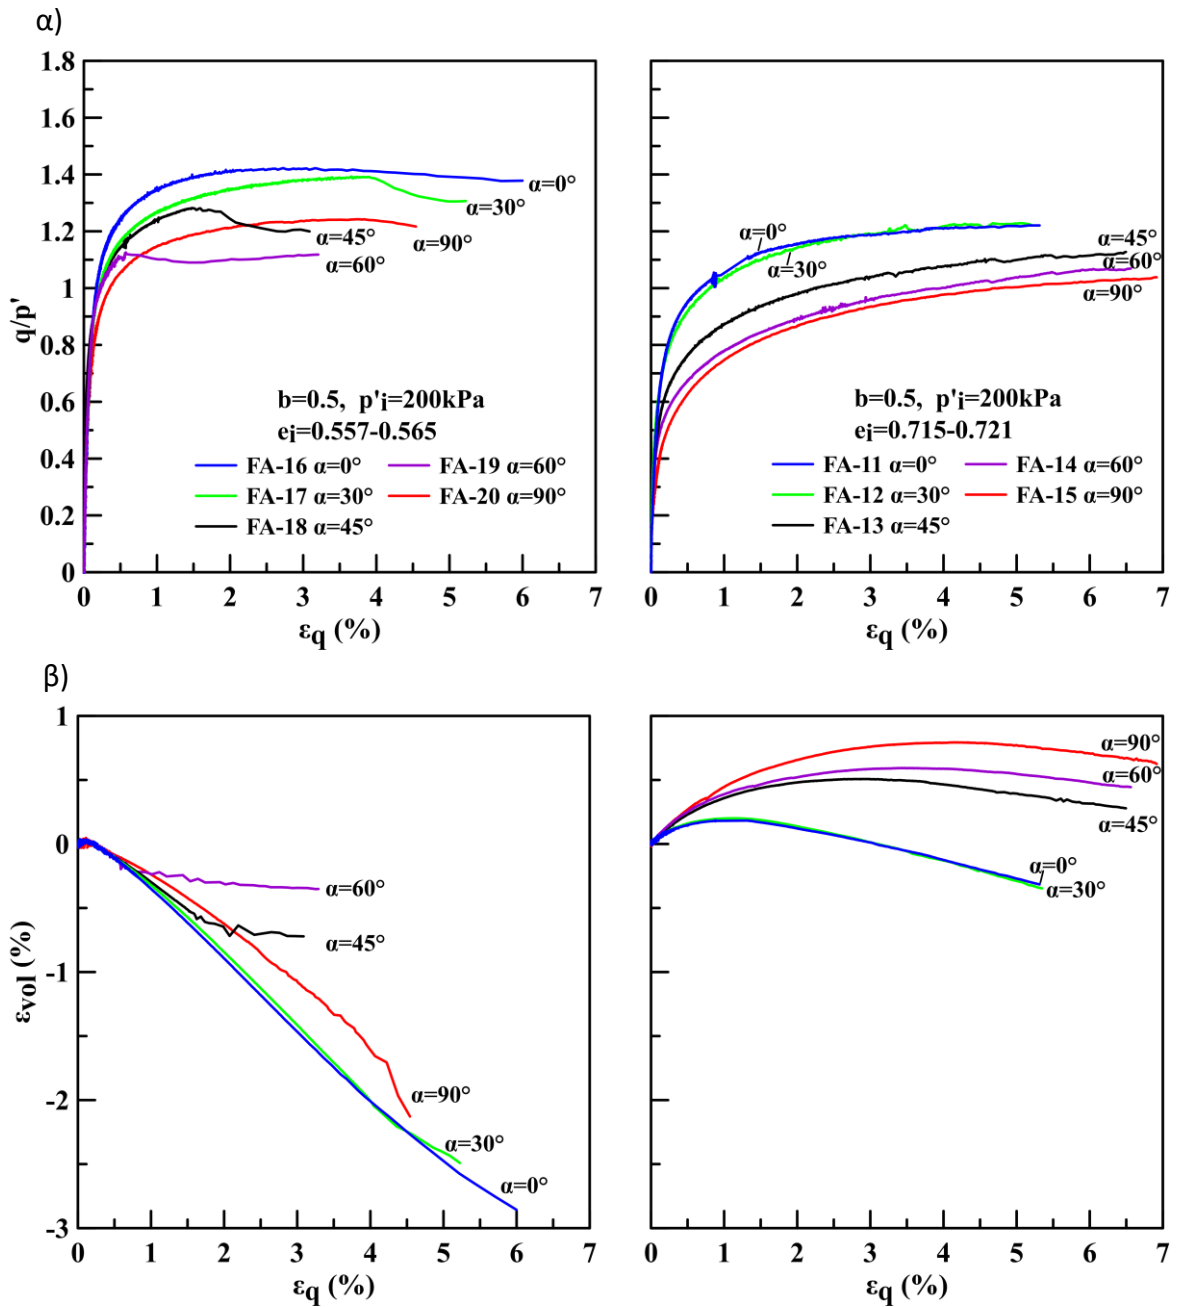 α)
1.8
1.6
1.4
1.2
1
0.8
0.6
0.4
0.2
0
q/p'
α=0°
α=30°
α=45°
α=90°
α=60°
b=0.5, p'i=200kPa
ei=0.557-0.565
FA-16 α=0° FA-19 α=60°
FA-17 α=30° FA-20 α=90°
FA-18 α=45°
0 1 2 3 4 5 6 7
εq (%)
α=0°
α=30°
α=45°
α=60°
α=90°
b=0.5, p'i=200kPa
ei=0.715-0.721
FA-11 α=0° FA-14 α=60°
FA-12 α=30° FA-15 α=90°
FA-13 α=45°
0 1 2 3 4 5 6 7
εq (%)
β)
1
0
-1
-2
-3
εvol (%)
α=60°
α=45°
α=90°
α=30°
α=0°
0 1 2 3 4 5 6 7
εq (%)
α=90°
α=60°
α=45°
α=0°
α=30°
0 1 2 3 4 5 6 7
εq (%)